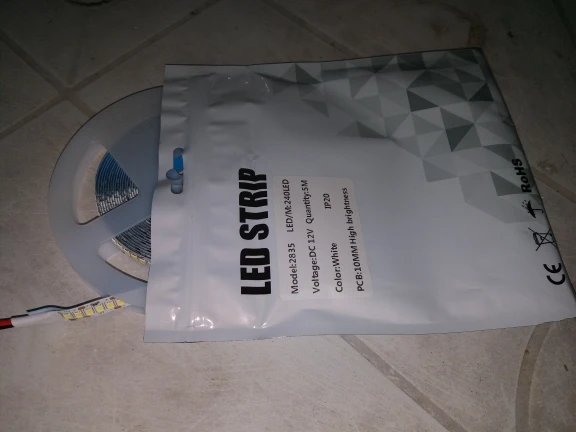 LED STRIP
Model:2835 LED/M:240LED
Voltage:DC 12V Quantity:5M
Color:White IP20
PCB:10MM High brightness
CE RoHS